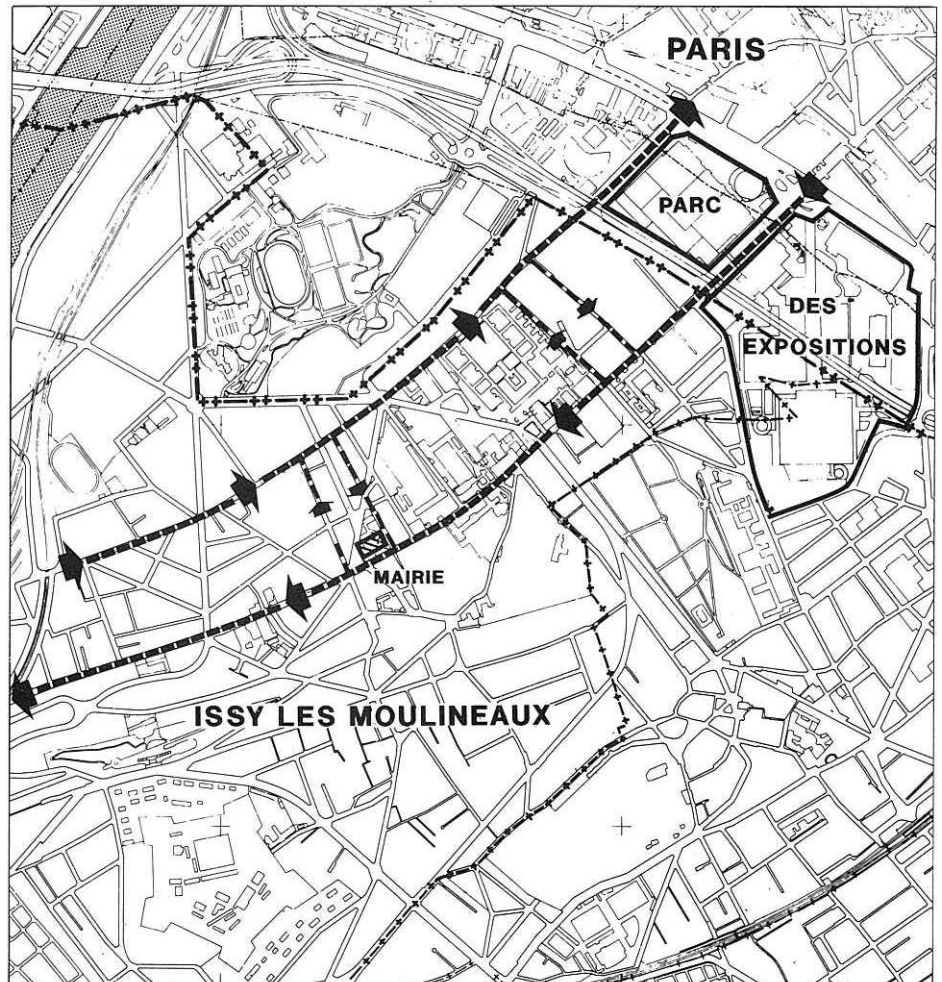 PARIS
PARC
DES
EXPOSITIONS
MAIRIE
ISSY LES MOULINEAUX